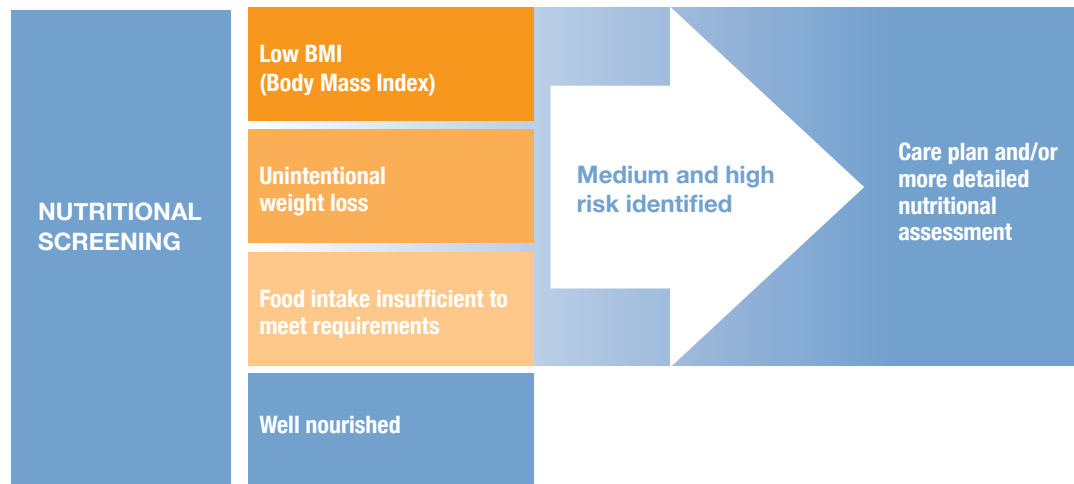 NUTRITIONAL
SCREENING
Low BMI
(Body Mass Index)
Unintentional
weight loss
Food intake insufficient to
meet requirements
Well nourished
Medium and high
risk identified
Care plan and/or
more detailed
nutritional
assessment